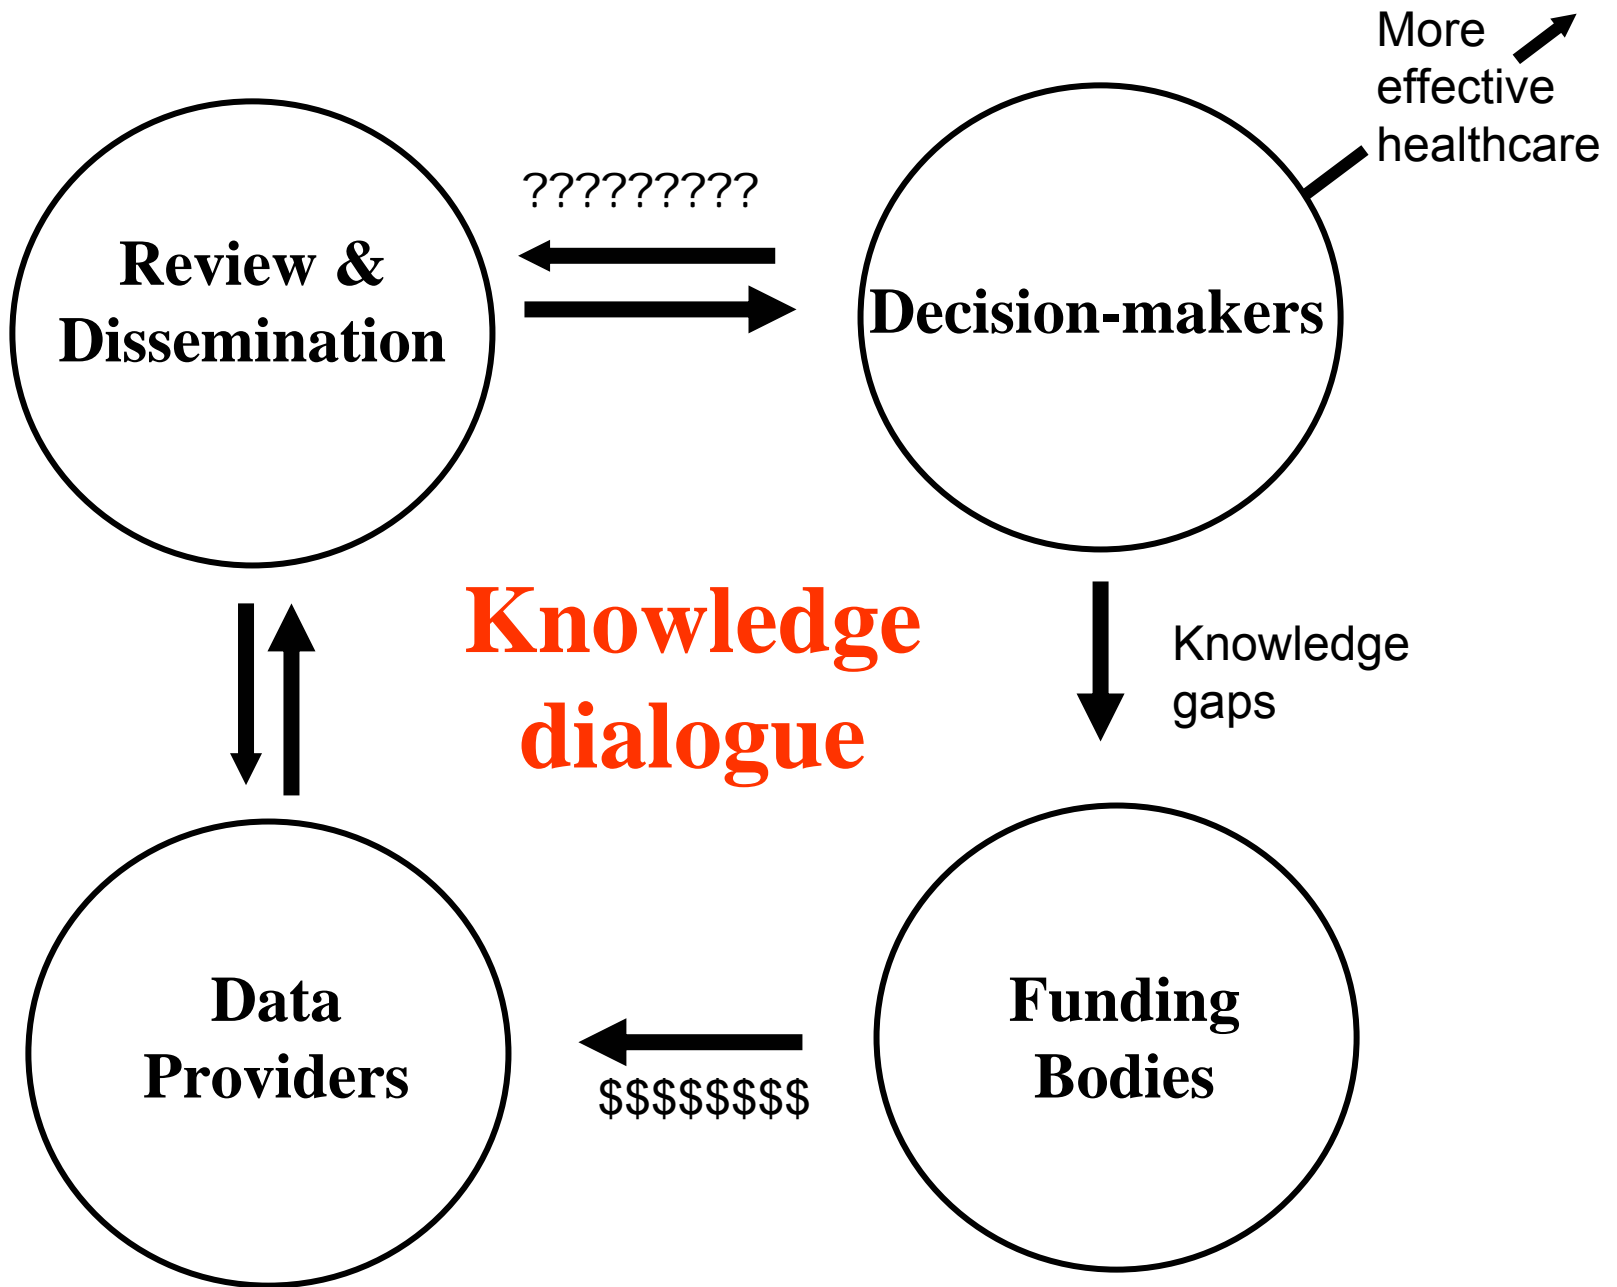 More
effective
healthcare
?????????
Review &
Dissemination
Decision-makers
Knowledge
dialogue
Knowledge
gaps
Data
Providers
$$$$$$$$
Funding
Bodies